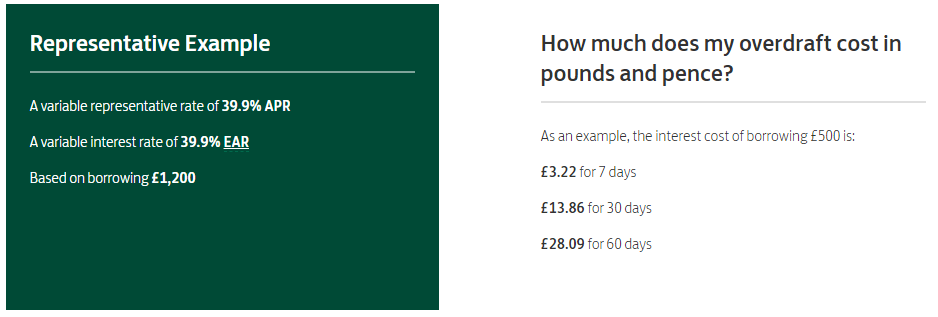 Representative Example
A variable representative rate of 39.9% APR
A variable interest rate of 39.9% EAR
Based on borrowing £1,200
How much does my overdraft cost in
pounds and pence?
As an example, the interest cost of borrowing £500 is:
£3.22 for 7 days
£13.86 for 30 days
£28.09 for 60 days